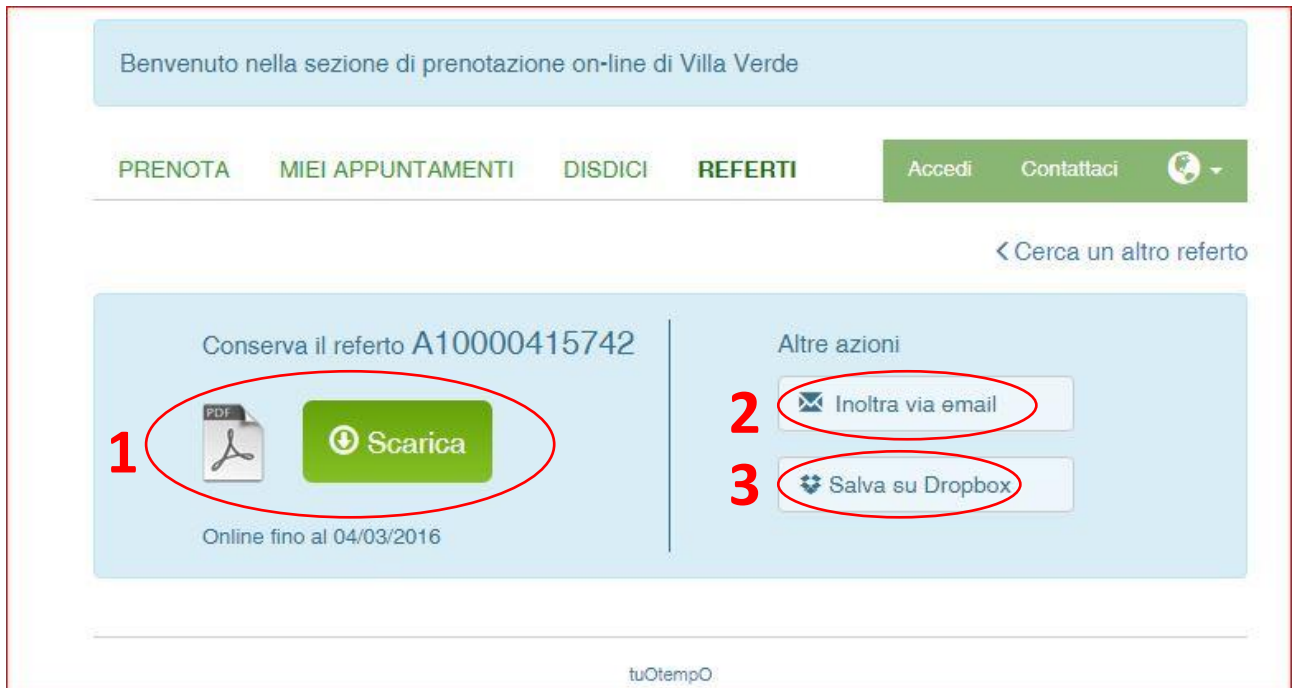 Benvenuto nella sezione di prenotazione on-line di Villa Verde
PRENOTA MIEI APPUNTAMENTI DISDICI REFERTI Accedi Contattaci
Cerca un altro referto
Conserva il referto A10000415742
PDF
1 Scarica
Online fino al 04/03/2016
Altre azioni
2 Inoltra via email
3 Salva su Dropbox
tuOtempO